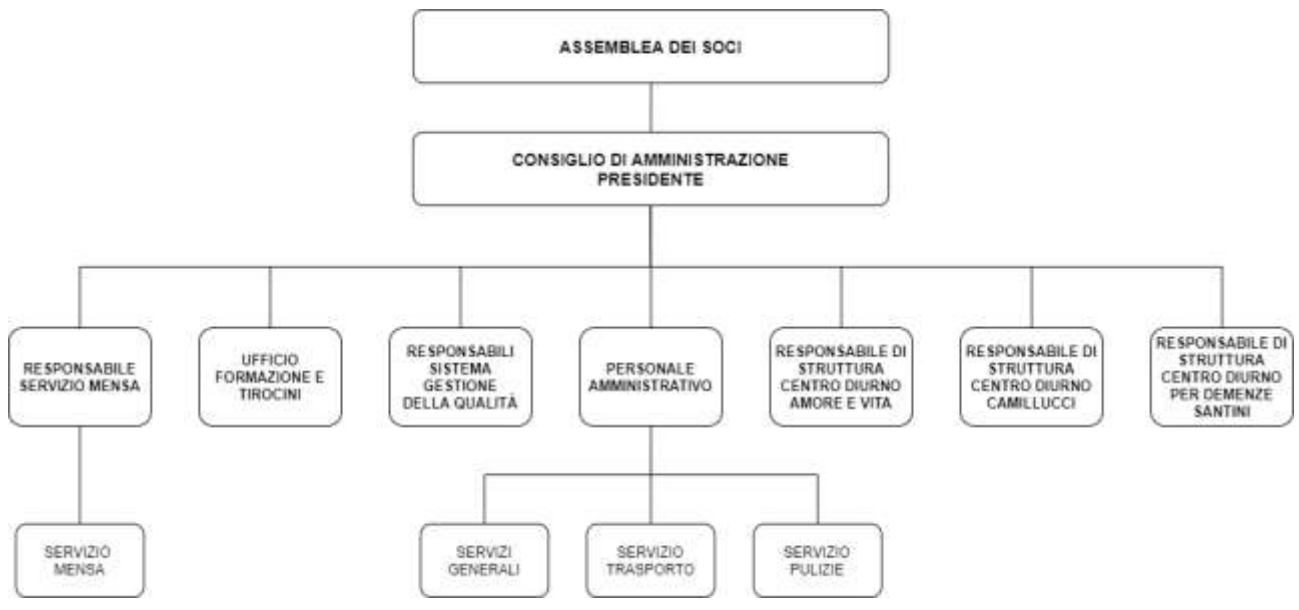 ASSEMBLEA DEI SOCI
CONSIGLIO DI AMMINISTRAZIONE
PRESIDENTE
RESPONSABILE
SERVIZIO MENSA
UFFICIO
FORMAZIONE E
TIROCINI
RESPONSABILI
SISTEMA
GESTIONE
DELLA QUALITÀ
PERSONALE
AMMINISTRATIVO
RESPONSABILE DI
STRUTTURA
CENTRO DIURNO
AMORE E VITA
RESPONSABILE DI
STRUTTURA
CENTRO DIURNO
CAMILLUCCI
RESPONSABILE DI
STRUTTURA
CENTRO DIURNO
PER DEMENZE
SANTINI
SERVIZIO
MENSA
SERVIZI
GENERALI
SERVIZIO
TRASPORTO
SERVIZIO
PULIZIE